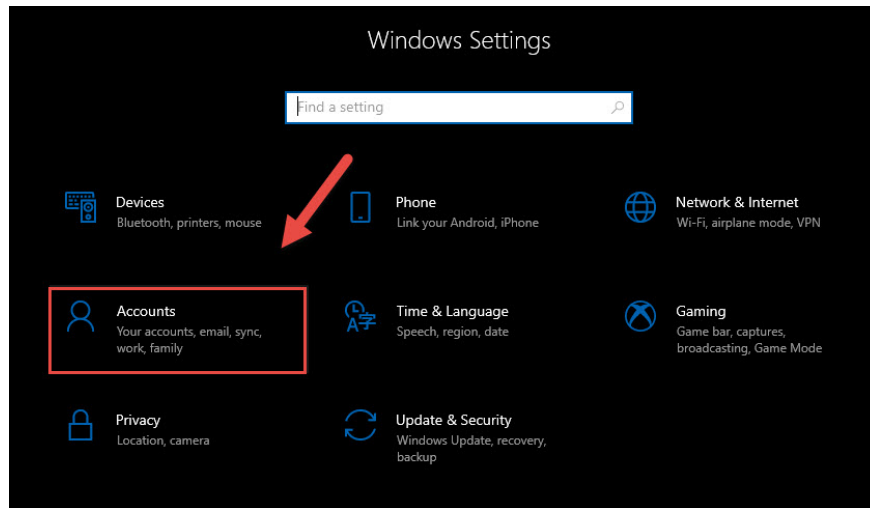 Windows Settings
Find a setting
Devices
Bluetooth, printers, mouse
Phone
Link your Android, iPhone
Network & Internet
Wi-Fi, airplane mode, VPN
Accounts
Your accounts, email, sync,
work, family
Time & Language
Speech, region, date
Gaming
Game bar, captures,
broadcasting, Game Mode
Privacy
Location, camera
Update & Security
Windows Update, recovery,
backup